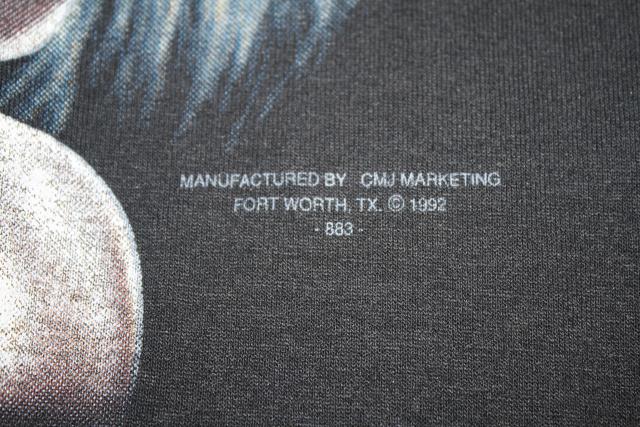 MANUFACTURED BY CMJ MARKETING
FORT WORTH, TX. © 1992
- 883 -